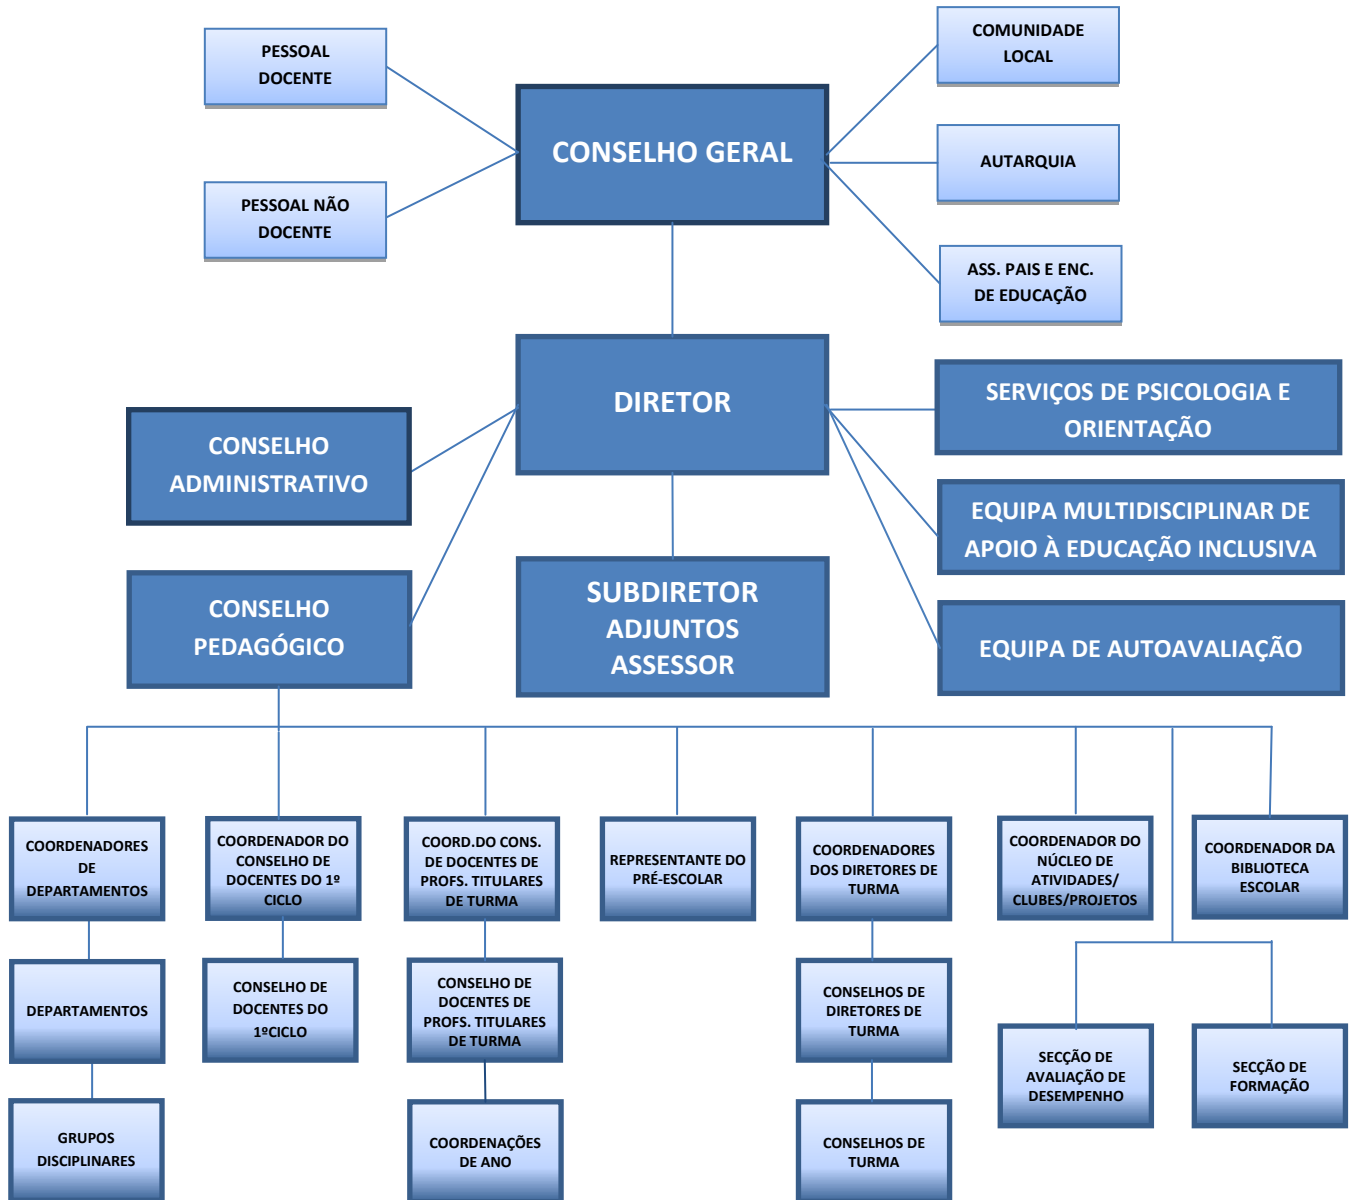 PESSOAL
DOCENTE
COMUNIDADE
LOCAL
CONSELHO GERAL
AUTARQUIA
PESSOAL NÃO
DOCENTE
ASS. PAIS E ENC.
DE EDUCAÇÃO
DIRETOR
SERVIÇOS DE PSICOLOGIA E
ORIENTAÇÃO
CONSELHO
ADMINISTRATIVO
EQUIPA MULTIDISCIPLINAR DE
APOIO À EDUCAÇÃO INCLUSIVA
SUBDIRETOR
ADJUNTOS
ASSESSOR
CONSELHO
PEDAGÓGICO
EQUIPA DE AUTOAVALIAÇÃO
COORDENADORES
DE
DEPARTAMENTOS
COORDENADOR DO
CONSELHO DE
DOCENTES DO 1º
CICLO
COORD.DO CONS.
DE DOCENTES DE
PROFS. TITULARES
DE TURMA
REPRESENTANTE DO
PRÉ-ESCOLAR
COORDENADORES
DOS DIRETORES DE
TURMA
COORDENADOR DO
NÚCLEO DE
ATIVIDADES/
CLUBES/PROJETOS
COORDENADOR DA
BIBLIOTECA
ESCOLAR
DEPARTAMENTOS
CONSELHO DE
DOCENTES DO
1ºCICLO
CONSELHO DE
DOCENTES DE
PROFS. TITULARES
DE TURMA
CONSELHOS DE
DIRETORES DE
TURMA
SECÇÃO DE
AVALIAÇÃO DE
DESEMPENHO
SECÇÃO DE
FORMAÇÃO
GRUPOS
DISCIPLINARES
COORDENAÇÕES
DE ANO
CONSELHOS DE
TURMA